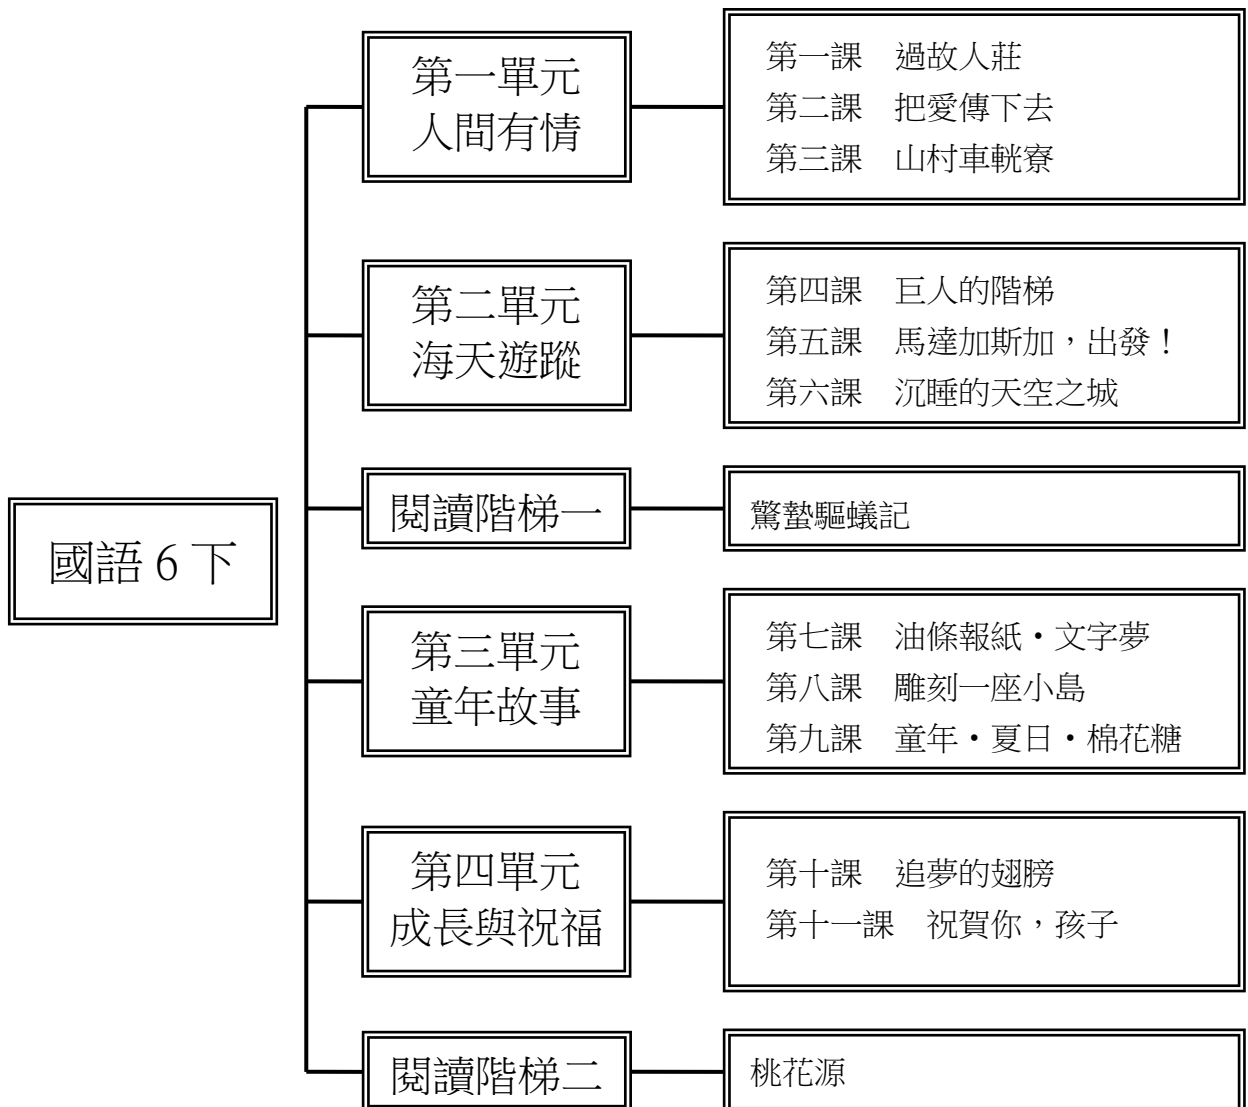 國語 6 下
第一單元
人間有情
第一課　過故人莊
第二課　把愛傳下去
第三課　山村車輄寮
第二單元
海天遊蹤
第四課　巨人的階梯
第五課　馬達加斯加，出發！
第六課　沉睡的天空之城
閱讀階梯一
驚蟄驅蟻記
第三單元
童年故事
第七課　油條報紙・文字夢
第八課　雕刻一座小島
第九課　童年・夏日・棉花糖
第四單元
成長與祝福
第十課　追夢的翅膀
第十一課　祝賀你，孩子
閱讀階梯二
桃花源